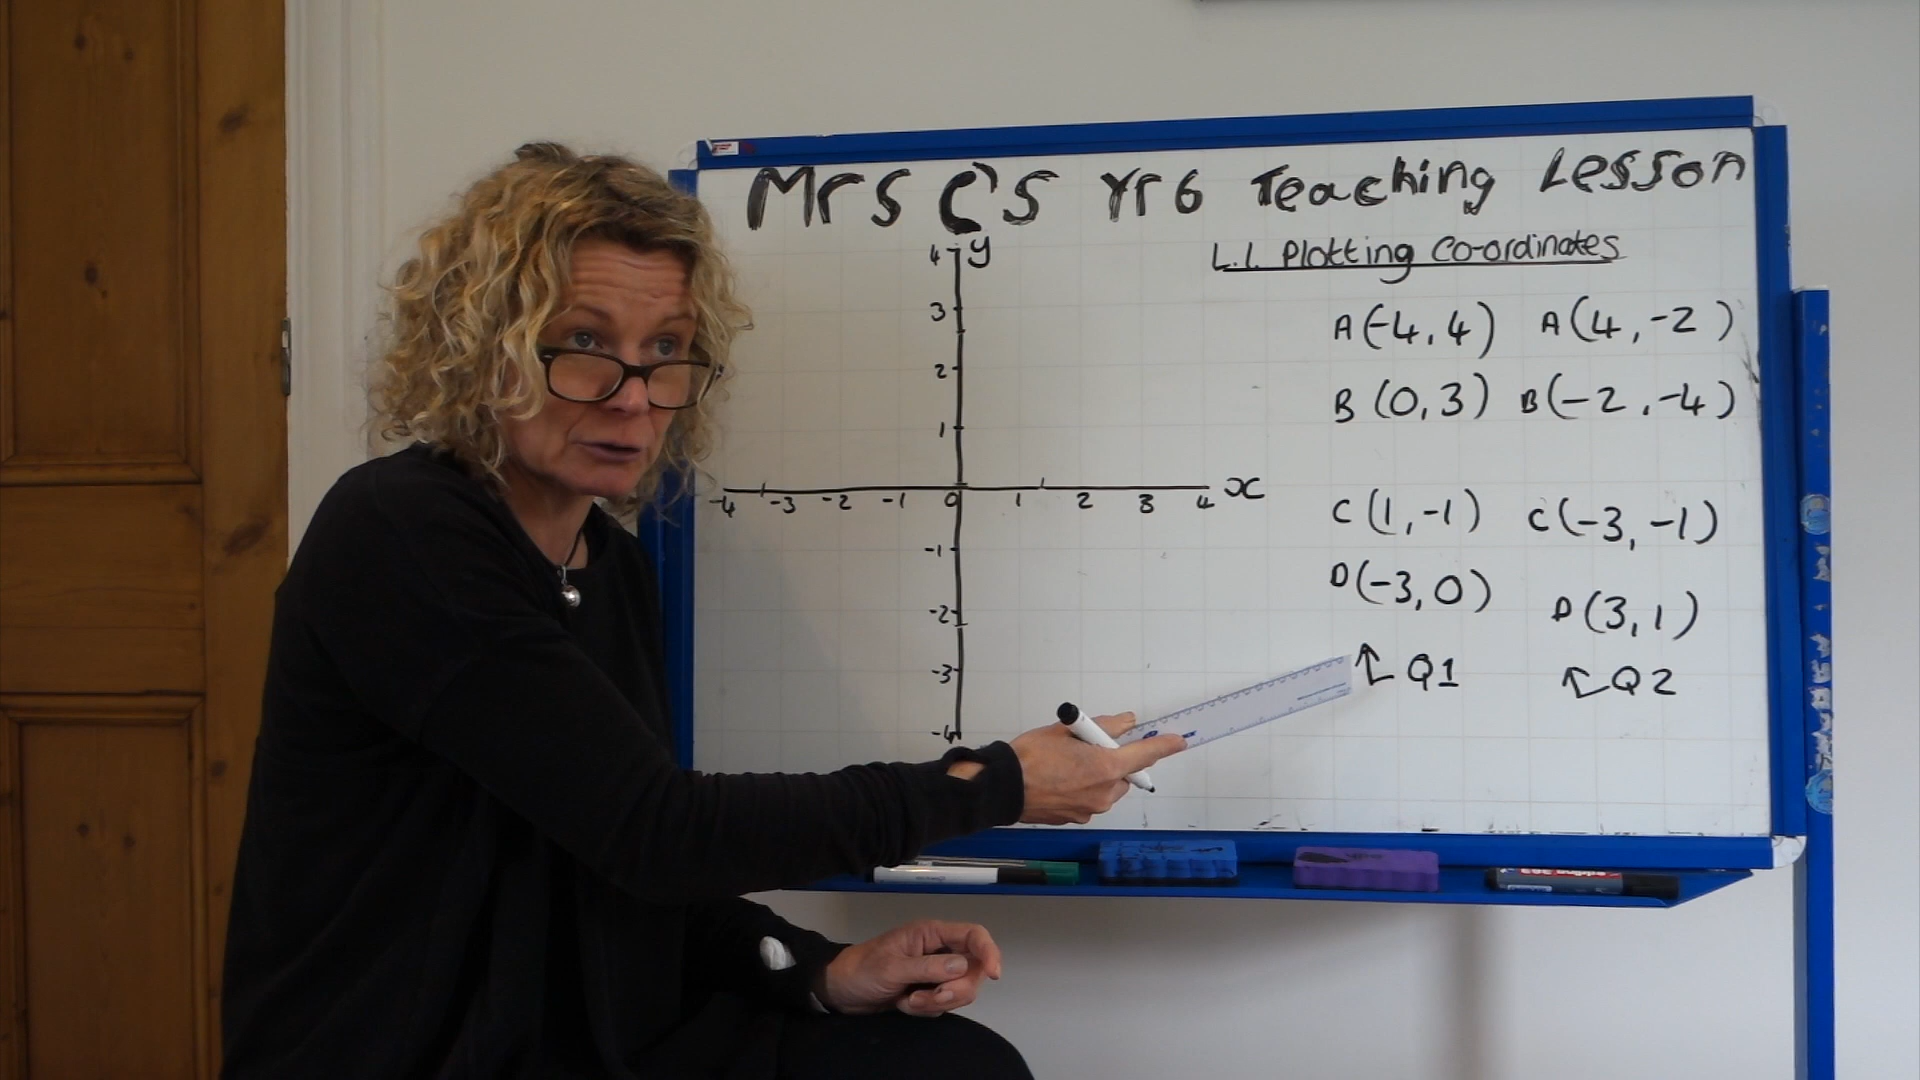 Mrs C's Yr 6 Teaching Lesson
L.I. Plotting Co-ordinates
4 y
3
2
1
-4 -3 -2 -1 0 1 2 3 4 x
-1
-2
-3
-4
A(-4, 4) A(4, -2)
B (0, 3) B(-2, -4)
C (1, -1) C(-3, -1)
D(-3, 0) D(3, 1)
↖ Q1 ↖ Q2